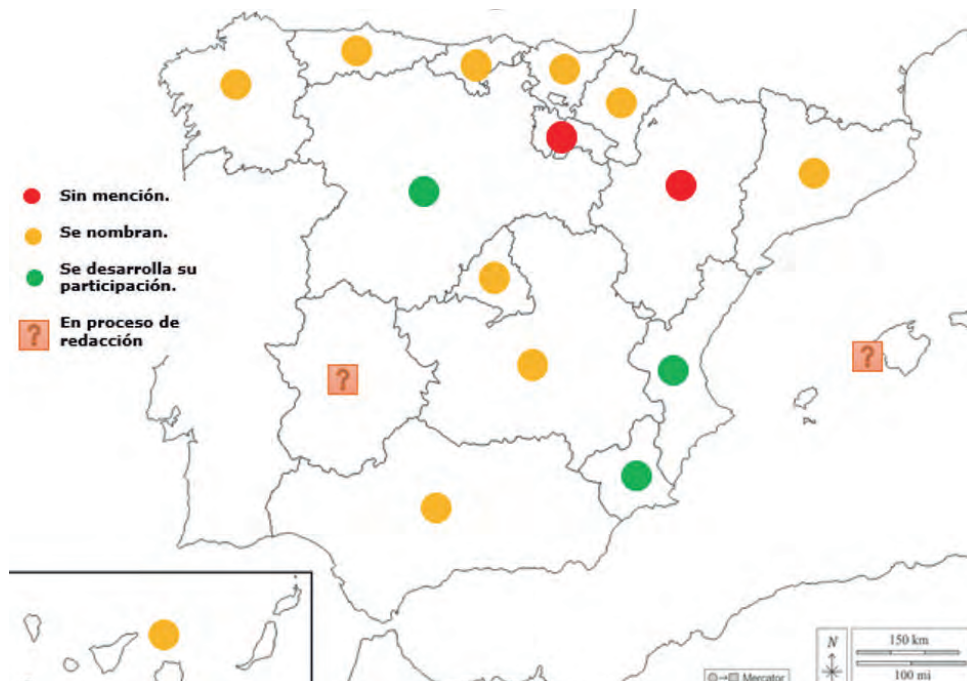 Sin mención.
Se nombran.
Se desarrolla su
participación.
?
En proceso de
redacción
?
?
N
150 km
100 mi
Mercator